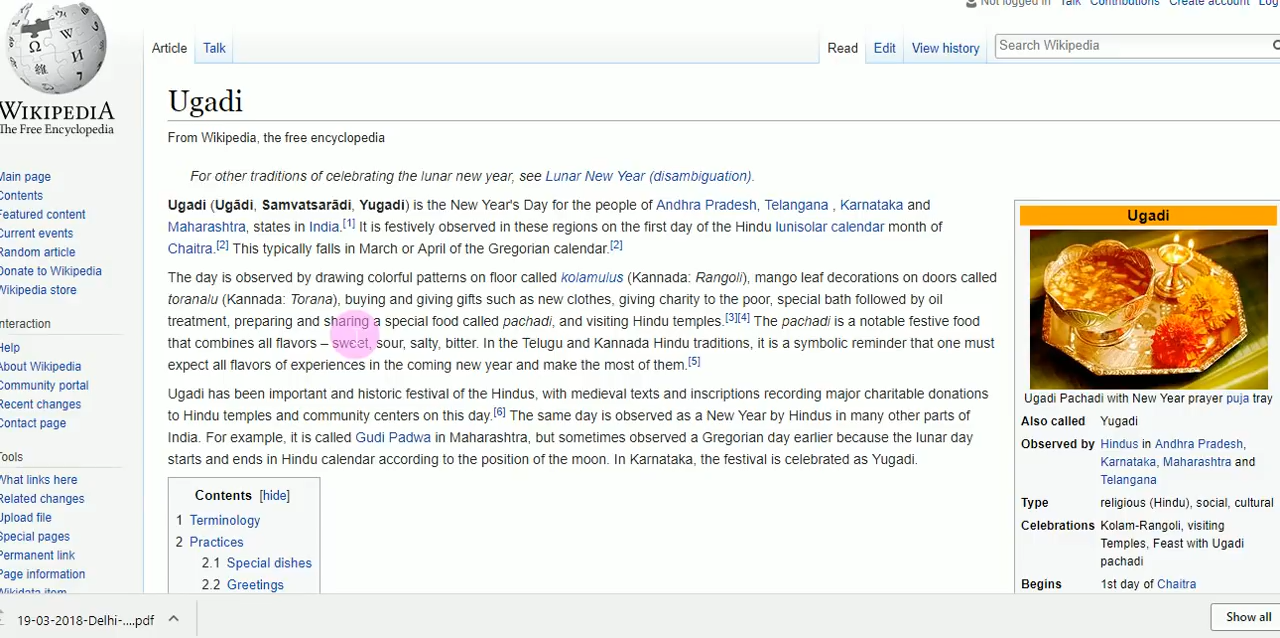 Not logged in Talk Contributions Create account Log
Article Talk Read Edit View history Search Wikipedia
WIKIPEDIA
The Free Encyclopedia
Ugadi
From Wikipedia, the free encyclopedia
For other traditions of celebrating the lunar new year, see Lunar New Year (disambiguation).
Ugadi (Ugādi, Samvatsarādi, Yugadi) is the New Year's Day for the people of Andhra Pradesh, Telangana , Karnataka and
Maharashtra, states in India.[1] It is festively observed in these regions on the first day of the Hindu lunisolar calendar month of
Chaitra.[2] This typically falls in March or April of the Gregorian calendar.[2]
The day is observed by drawing colorful patterns on floor called kolamulus (Kannada: Rangoli), mango leaf decorations on doors called
toranalu (Kannada: Torana), buying and giving gifts such as new clothes, giving charity to the poor, special bath followed by oil
treatment, preparing and sharing a special food called pachadi, and visiting Hindu temples.[3][4] The pachadi is a notable festive food
that combines all flavors – sweet, sour, salty, bitter. In the Telugu and Kannada Hindu traditions, it is a symbolic reminder that one must
expect all flavors of experiences in the coming new year and make the most of them.[5]
Ugadi has been important and historic festival of the Hindus, with medieval texts and inscriptions recording major charitable donations
to Hindu temples and community centers on this day.[6] The same day is observed as a New Year by Hindus in many other parts of
India. For example, it is called Gudi Padwa in Maharashtra, but sometimes observed a Gregorian day earlier because the lunar day
starts and ends in Hindu calendar according to the position of the moon. In Karnataka, the festival is celebrated as Yugadi.
Contents [hide]
1 Terminology
2 Practices
2.1 Special dishes
2.2 Greetings
Ugadi
Ugadi Pachadi with New Year prayer puja tray
Also called Yugadi
Observed by Hindus in Andhra Pradesh,
Karnataka, Maharashtra and
Telangana
Type religious (Hindu), social, cultural
Celebrations Kolam-Rangoli, visiting
Temples, Feast with Ugadi
pachadi
Begins 1st day of Chaitra
Main page
Contents
Featured content
Current events
Random article
Donate to Wikipedia
Wikipedia store
Interaction
Help
About Wikipedia
Community portal
Recent changes
Contact page
Tools
What links here
Related changes
Upload file
Special pages
Permanent link
Page information
Wikidata item
19-03-2018-Delhi-....pdf
Show all